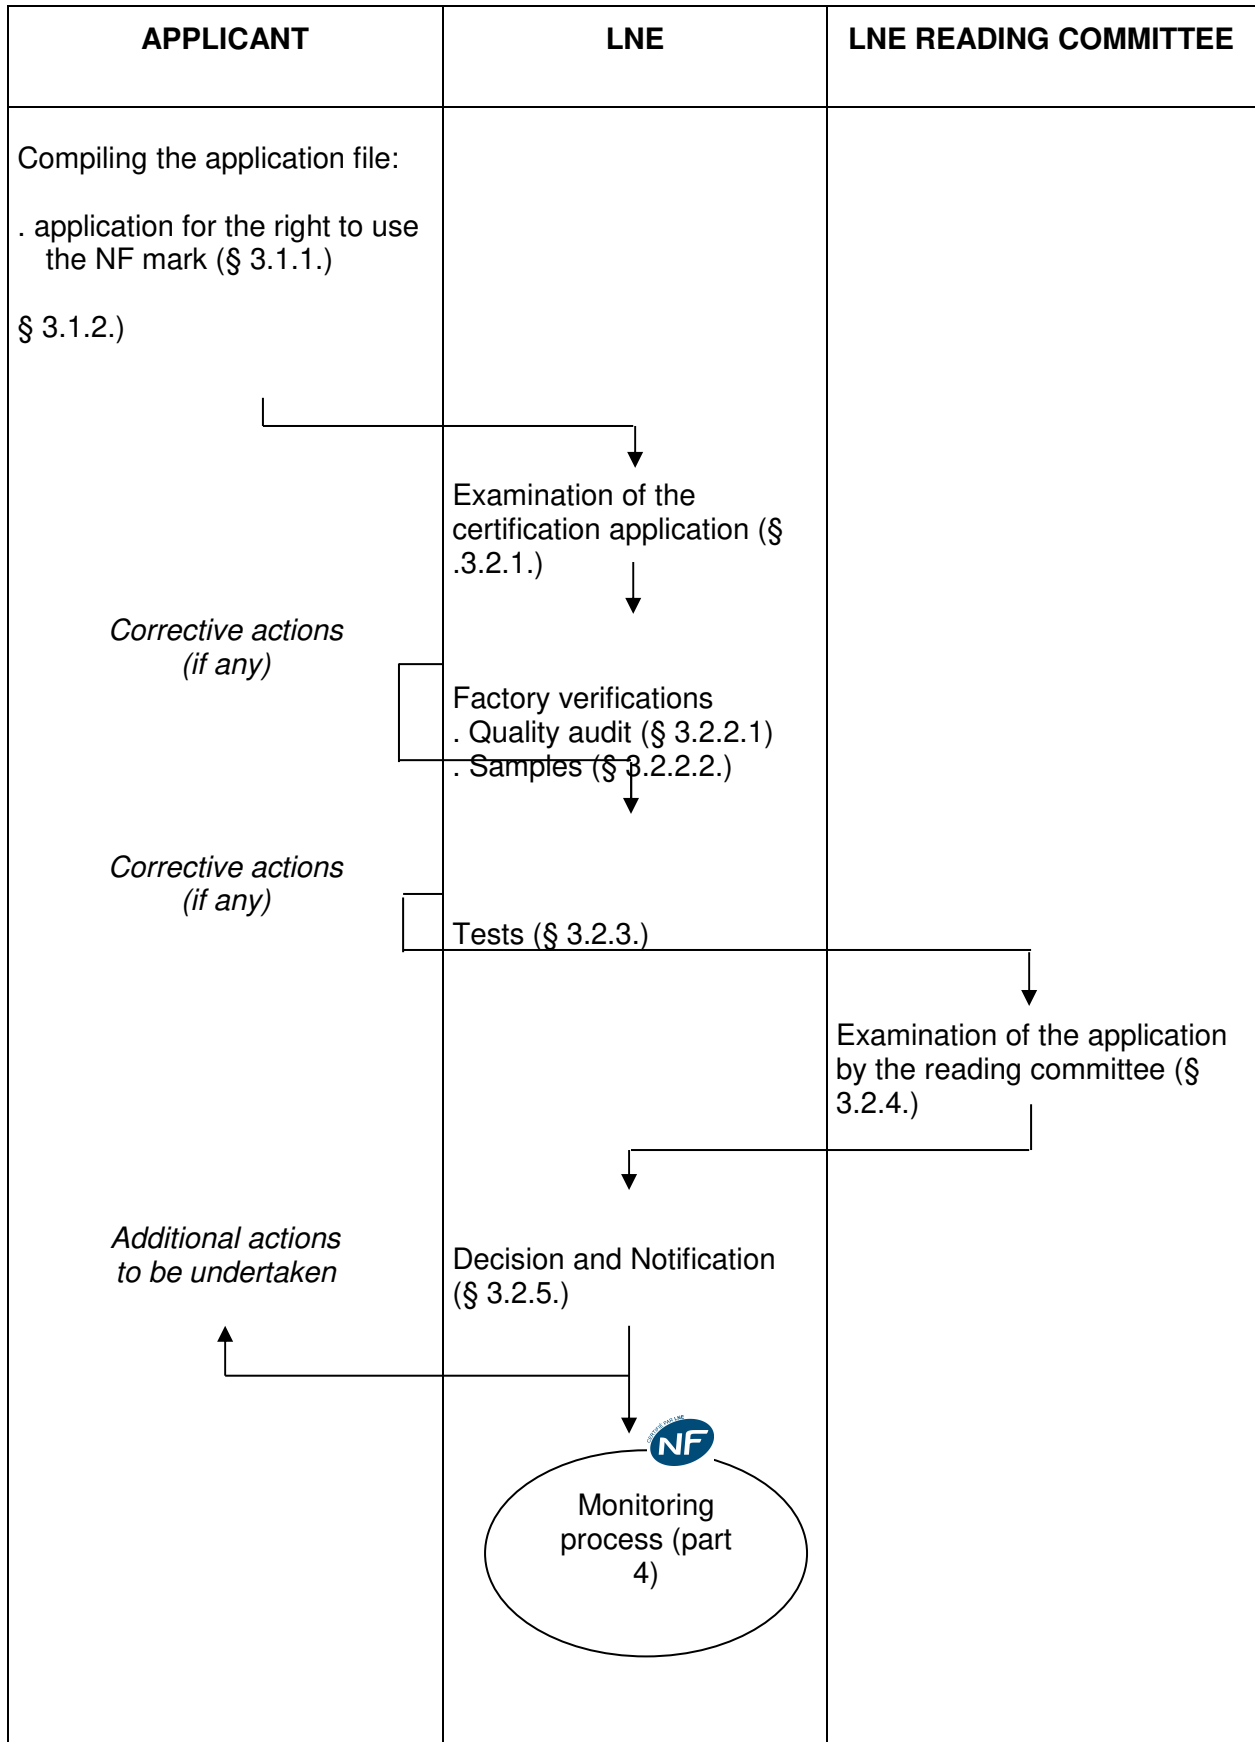 APPLICANT
LNE
LNE READING COMMITTEE
Compiling the application file:
. application for the right to use
the NF mark (§ 3.1.1.)
§ 3.1.2.)
Examination of the
certification application (§
.3.2.1.)
Corrective actions
(if any)
Factory verifications
. Quality audit (§ 3.2.2.1)
. Samples (§ 3.2.2.2.)
Corrective actions
(if any)
Tests (§ 3.2.3.)
Examination of the application
by the reading committee (§
3.2.4.)
Additional actions
to be undertaken
Decision and Notification
(§ 3.2.5.)
CERTIFIÉ PAR LNE
NF
Monitoring
process (part
4)